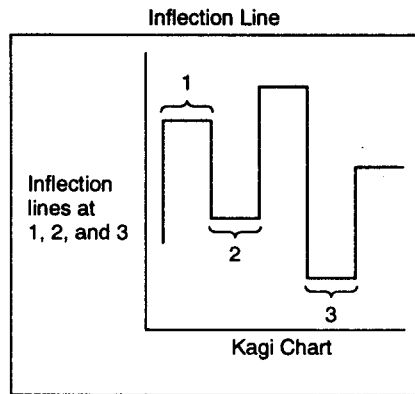 Inflection Line
1
Inflection
lines at
1, 2, and 3
2
3
Kagi Chart